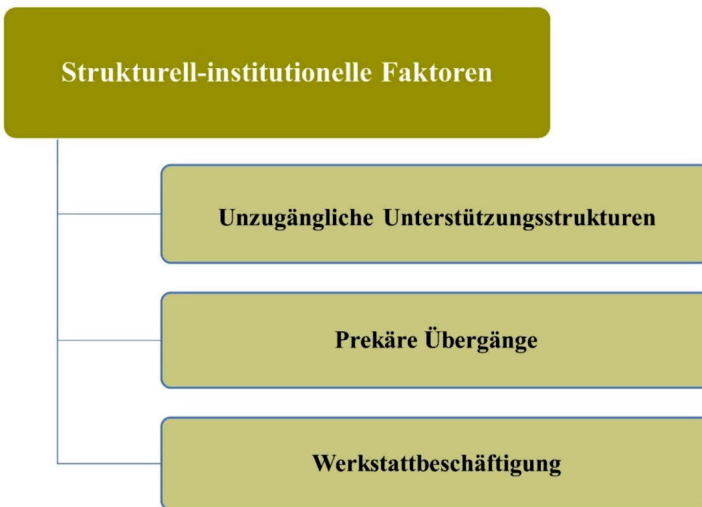 Strukturell-institutionelle Faktoren
Unzugängliche Unterstützungsstrukturen
Prekäre Übergänge
Werkstattbeschäftigung